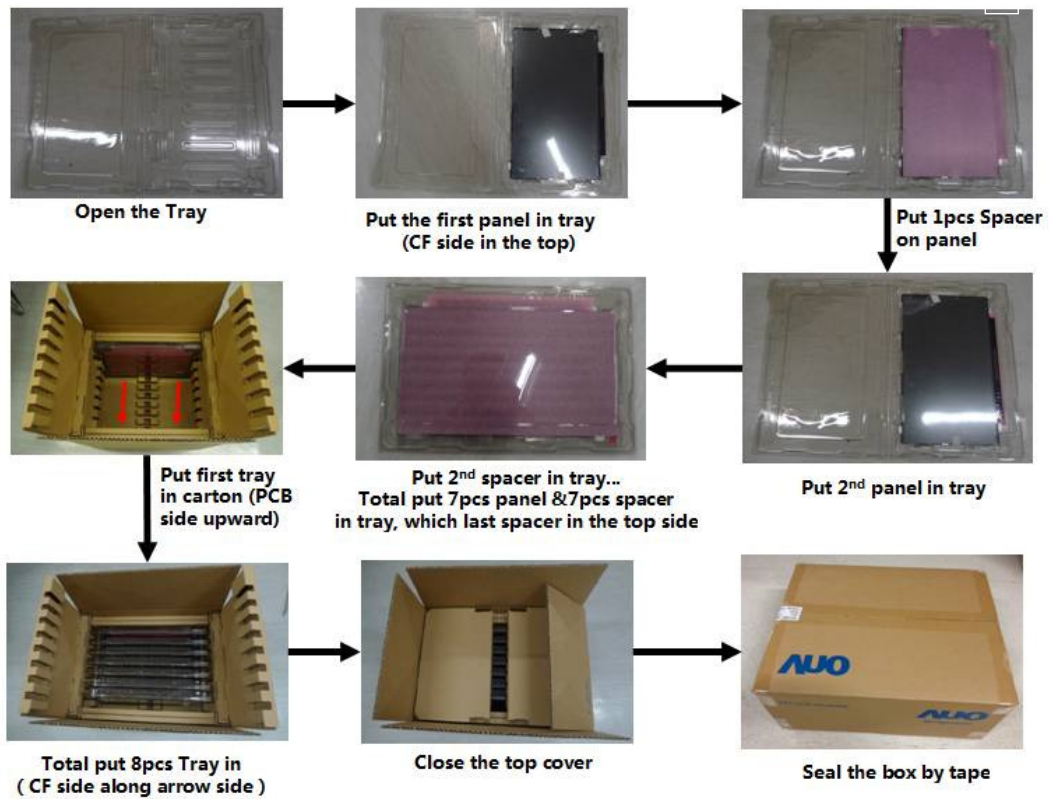 Open the Tray
Put the first panel in tray
(CF side in the top)
Put 1pcs Spacer
on panel
Put 2nd panel in tray
Put 2nd spacer in tray...
Total put 7pcs panel &7pcs spacer
in tray, which last spacer in the top side
Put first tray
in carton (PCB
side upward)
Total put 8pcs Tray in
( CF side along arrow side )
Close the top cover
AUO
AUO
Seal the box by tape